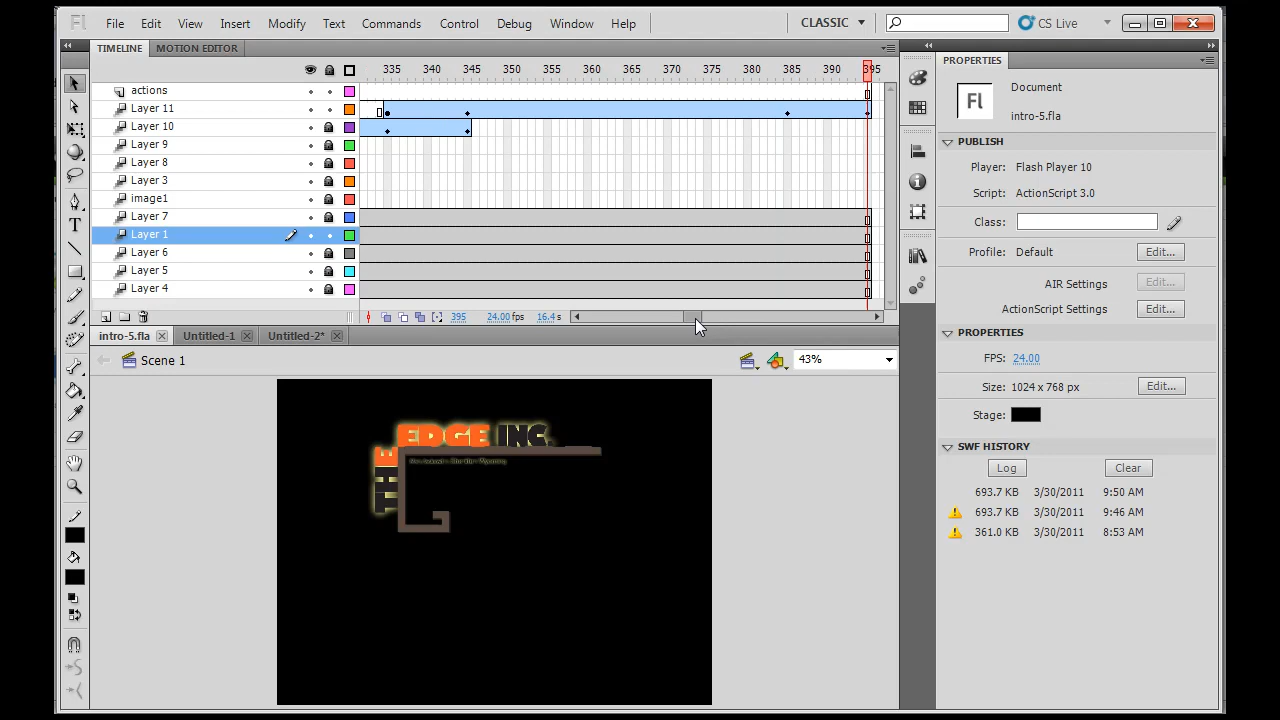 Fl File Edit View Insert Modify Text Commands Control Debug Window Help CLASSIC CS Live
TIMELINE MOTION EDITOR
335 340 345 350 355 360 365 370 375 380 385 390 395
actions
Layer 11
Layer 10
Layer 9
Layer 8
Layer 3
image1
Layer 7
Layer 1
Layer 6
Layer 5
Layer 4
395 24.00 fps 16.4 s
intro-5.fla Untitled-1 Untitled-2*
Scene 1 43%
THE
EDGE INC.
PROPERTIES
Fl
Document
intro-5.fla
PUBLISH
Player: Flash Player 10
Script: ActionScript 3.0
Class:
Profile: Default Edit...
AIR Settings Edit...
ActionScript Settings Edit...
PROPERTIES
FPS: 24.00
Size: 1024 x 768 px Edit...
Stage:
SWF HISTORY
Log Clear
693.7 KB 3/30/2011 9:50 AM
693.7 KB 3/30/2011 9:46 AM
361.0 KB 3/30/2011 8:53 AM